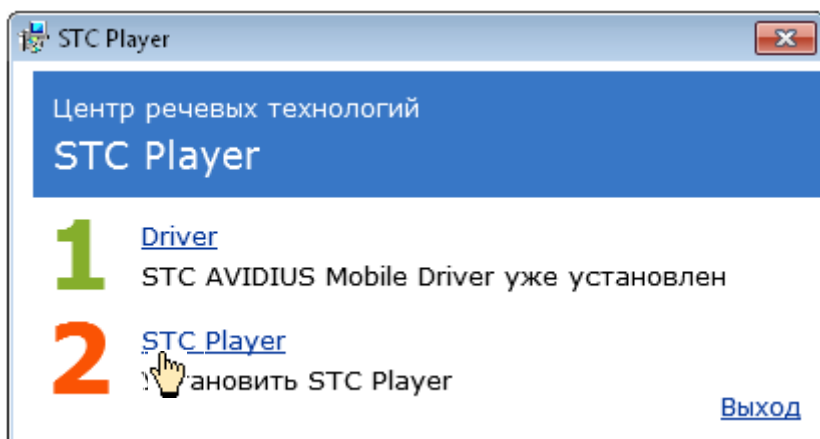 STC Player
Центр речевых технологий
STC Player
1 Driver
STC AVIDIUS Mobile Driver уже установлен
2 STC Player
Установить STC Player
Выход